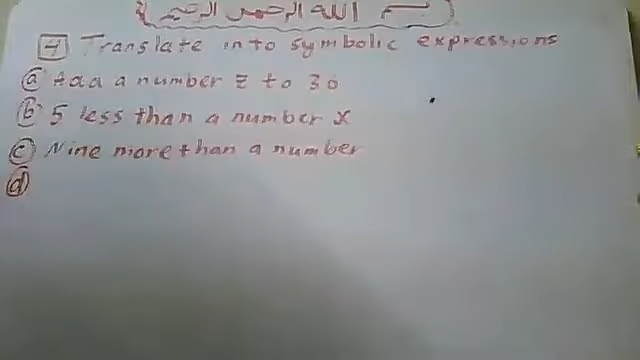 بسم الله الرحمن الرحيم
4 Translate into symbolic expressions
a Add a number z to 30
b 5 less than a number x
c Nine more than a number
d